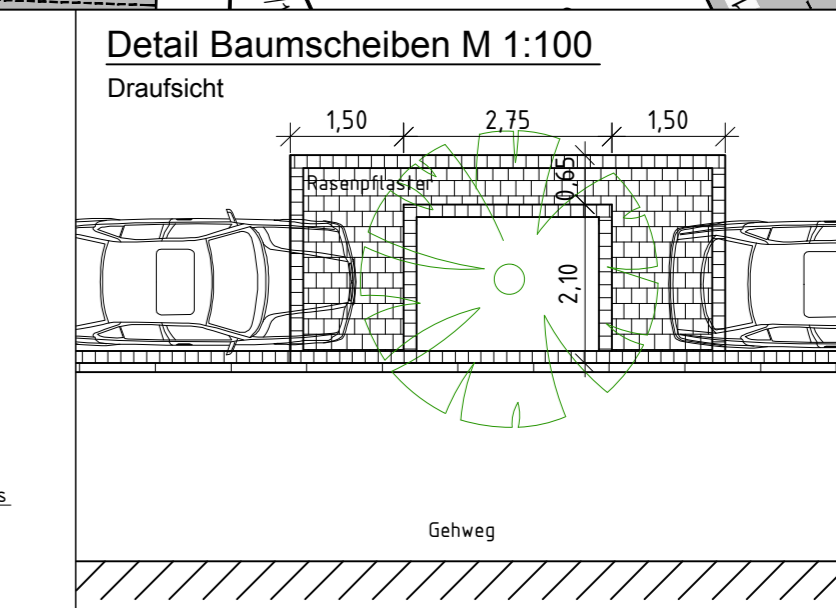 Detail Baumscheiben M 1:100
Draufsicht
1,50 2,75 1,50
Rasenpflaster
0,65
2,10
Gehweg